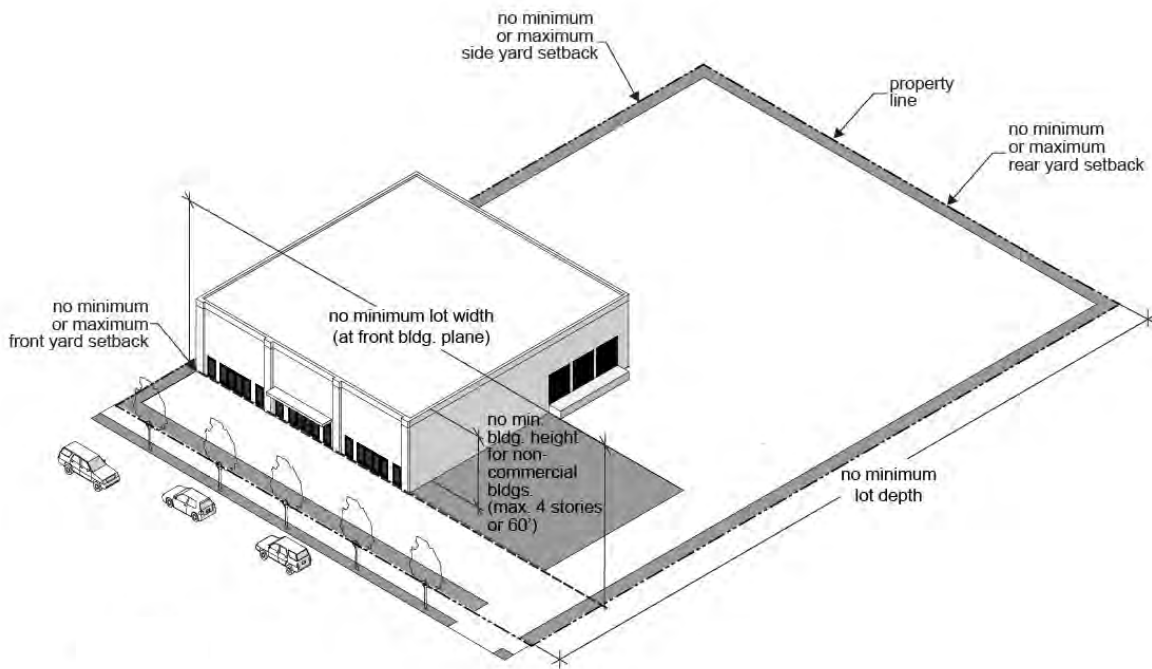 no minimum
or maximum
side yard setback
property
line
no minimum
or maximum
rear yard setback
no minimum
or maximum
front yard setback
no minimum lot width
(at front bldg. plane)
no min.
bldg. height
for non-
commercial
bldgs.
(max. 4 stories
or 60')
no minimum
lot depth